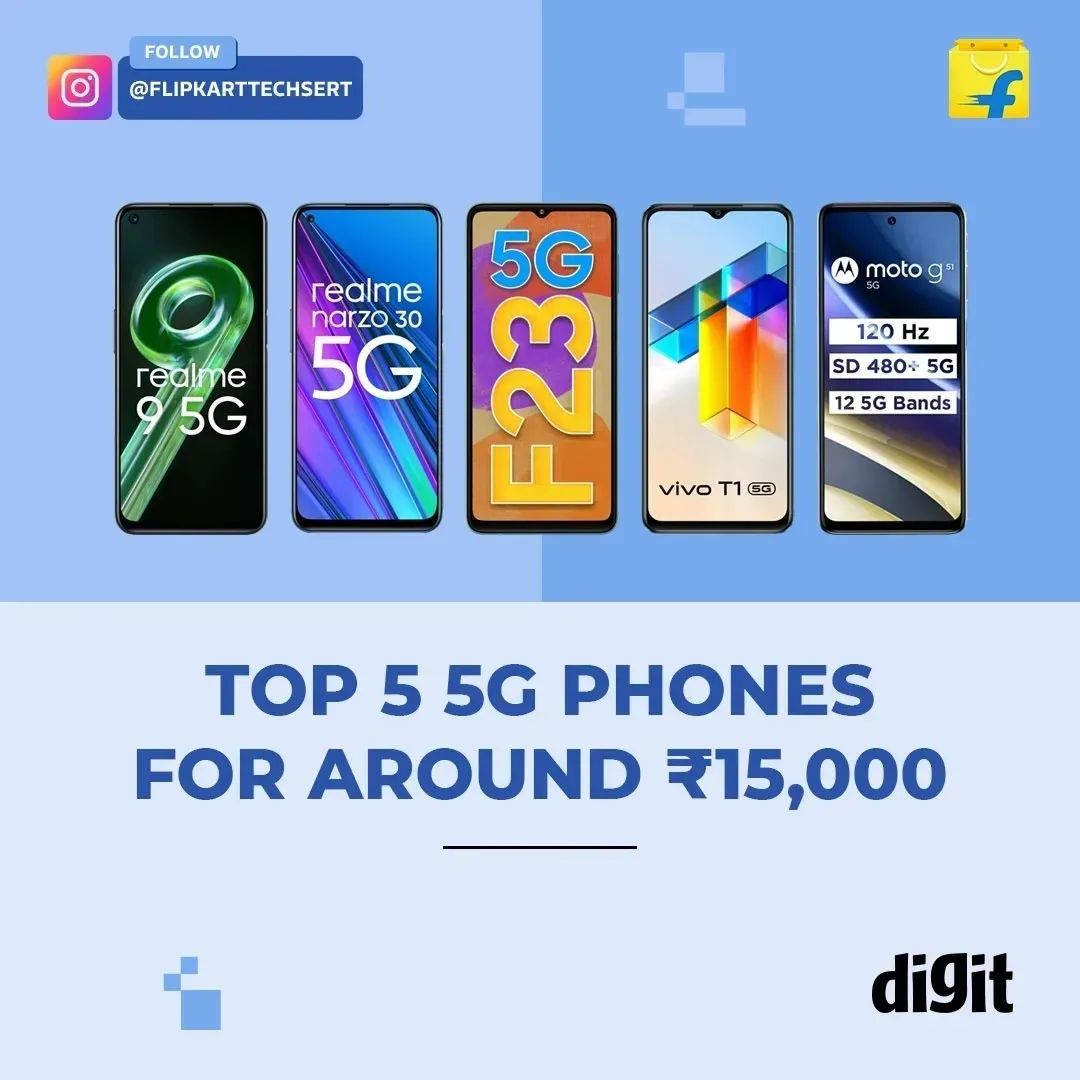 FOLLOW
@FLIPKARTTECHSERT
f
realme
9 5G
realme
narzo 30
5G
5G
F23
vivo T1 5G
moto g51
5G
120 Hz
SD 480+ 5G
12 5G Bands
TOP 5 5G PHONES
FOR AROUND ₹15,000
digit